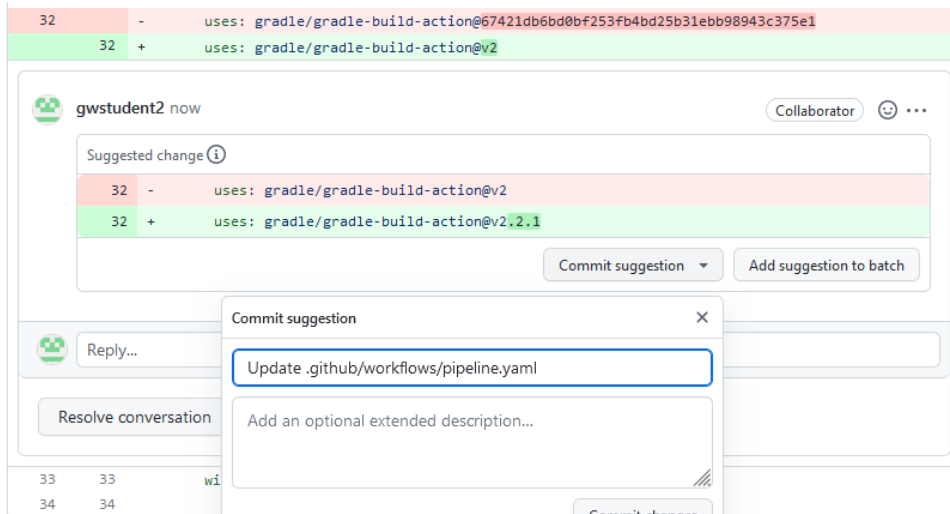 32 - uses: gradle/gradle-build-action@67421db6bd0bf253fb4bd25b31ebb98943c375e1
32 + uses: gradle/gradle-build-action@v2
gwstudent2 now Collaborator
Suggested change
32 - uses: gradle/gradle-build-action@v2
32 + uses: gradle/gradle-build-action@v2.2.1
Commit suggestion Add suggestion to batch
Commit suggestion
Reply...
Update .github/workflows/pipeline.yaml
Resolve conversation
Add an optional extended description...
33 33 wi
34 34
Commit changes